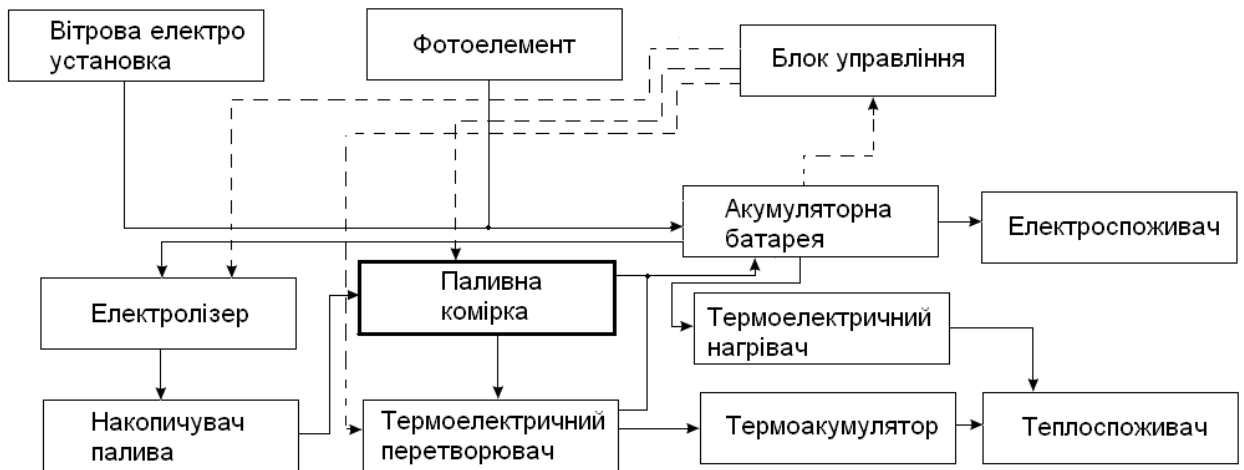 Вітрова електро
установка
Фотоелемент
Блок управління
Акумуляторна
батарея
Електроспоживач
Електролізер
Паливна
комірка
Термоелектричний
нагрівач
Накопичувач
палива
Термоелектричний
перетворювач
Термоакумулятор
Теплоспоживач